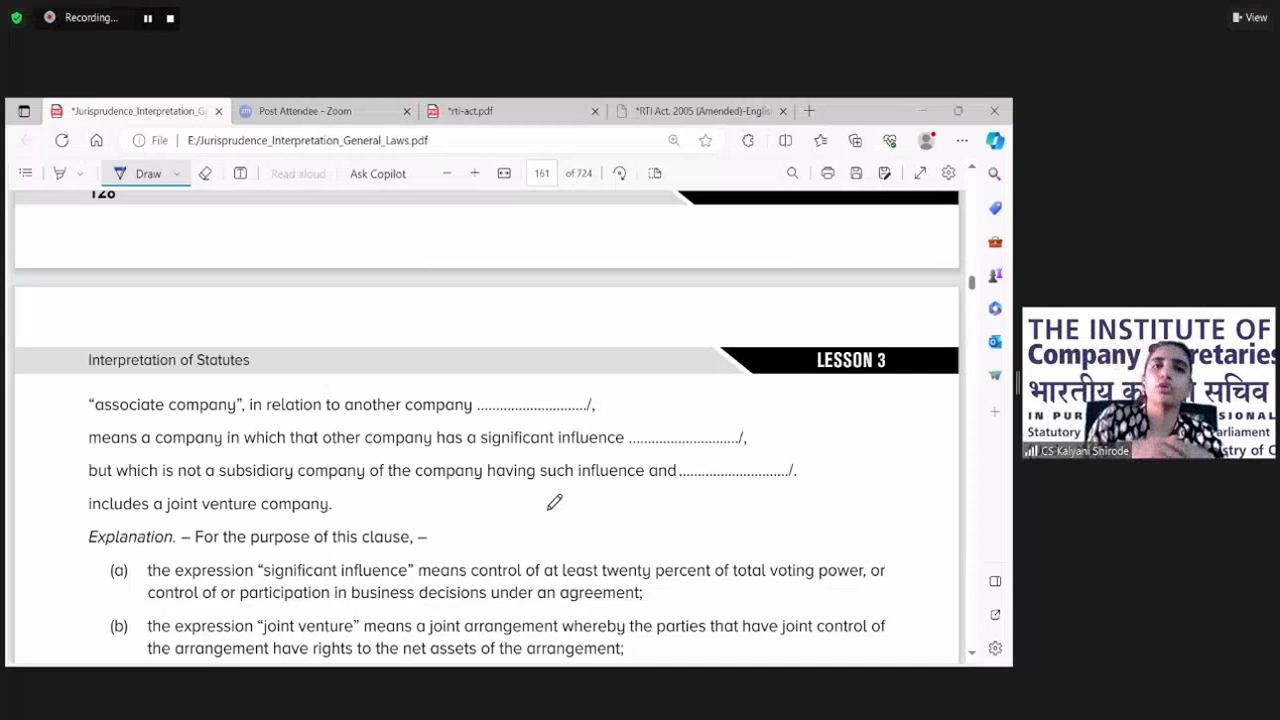 Recording...
View
*Jurisprudence_Interpretation_Ge
Post Attendee - Zoom
*rti-act.pdf
*RTI Act, 2005 (Amended)-Englis
File
E:/Jurisprudence_Interpretation_General_Laws.pdf
Draw
Read aloud
Ask Copilot
161
of 724
128
Interpretation of Statutes
LESSON 3
“associate company”, in relation to another company ............................/,
means a company in which that other company has a significant influence ............................/,
but which is not a subsidiary company of the company having such influence and............................/.
includes a joint venture company.
Explanation. – For the purpose of this clause, –
(a) the expression “significant influence” means control of at least twenty percent of total voting power, or
control of or participation in business decisions under an agreement;
(b) the expression “joint venture” means a joint arrangement whereby the parties that have joint control of
the arrangement have rights to the net assets of the arrangement;
THE INSTITUTE OF
Company retaries
भारतीय सचिव
IN PUR SIONAL
Statutory arliament
istry of C
CS Kalyani Shirode